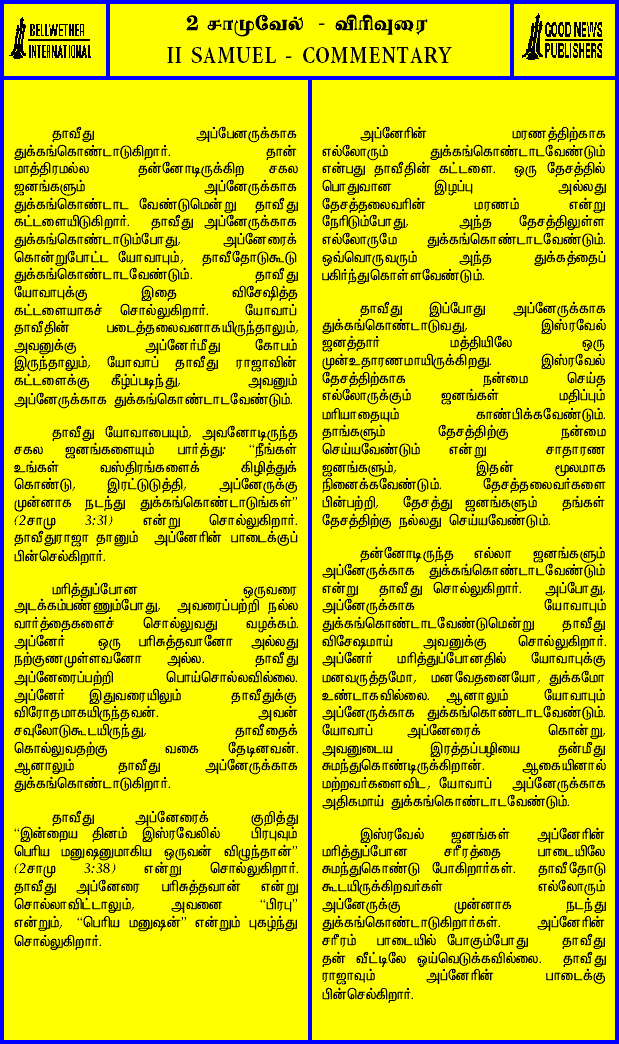 BELLWETHER
INTERNATIONAL
2 சாமுவேல் - விரிவுரை
II SAMUEL - COMMENTARY
GOOD NEWS
PUBLISHERS
தாவீது அப்னேருக்காக
துக்கங்கொண்டாடுகிறார். தான்
மாத்திரமல்ல தன்னோடிருக்கிற சகல
ஜனங்களும் அப்னேருக்காக
துக்கங்கொண்டாட வேண்டுமென்று தாவீது
கட்டளையிடுகிறார். தாவீது அப்னேருக்காக
துக்கங்கொண்டாடும்போது, அப்னேரைக்
கொன்றுபோட்ட யோவாபும், தாவீதோடுகூடு
துக்கங்கொண்டாடவேண்டும். தாவீது
யோவாபுக்கு இதை விசேஷித்த
கட்டளையாகச் சொல்லுகிறார். யோவாப்
தாவீதின் படைத்தலைவனாகயிருந்தாலும்,
அவனுக்கு அப்னேர்மீது கோபம்
இருந்தாலும், யோவாப் தாவீது ராஜாவின்
கட்டளைக்கு கீழ்ப்படிந்து, அவனும்
அப்னேருக்காக துக்கங்கொண்டாடவேண்டும்.
தாவீது யோவாபையும், அவனோடிருந்த
சகல ஜனங்களையும் பார்த்து: “நீங்கள்
உங்கள் வஸ்திரங்களைக் கிழித்துக்
கொண்டு, இரட்டுடுத்தி, அப்னேருக்கு
முன்னாக நடந்து துக்கங்கொண்டாடுங்கள்”
(2சாமு 3:31) என்று சொல்லுகிறார்.
தாவீதுராஜா தானும் அப்னேரின் பாடைக்குப்
பின்செல்கிறார்.
மரித்துப்போன ஒருவரை
அடக்கம்பண்ணும்போது, அவரைப்பற்றி நல்ல
வார்த்தைகளைச் சொல்லுவது வழக்கம்.
அப்னேர் ஒரு பரிசுத்தவானோ அல்லது
நற்குணமுள்ளவனோ அல்ல. தாவீது
அப்னேரைப்பற்றி பொய்சொல்லவில்லை.
அப்னேர் இதுவரையிலும் தாவீதுக்கு
விரோதமாகயிருந்தவன். அவன்
சவுலோடுகூடயிருந்து, தாவீதைக்
கொல்லுவதற்கு வகை தேடினவன்.
ஆனாலும் தாவீது அப்னேருக்காக
துக்கங்கொண்டாடுகிறார்.
தாவீது அப்னேரைக் குறித்து
“இன்றைய தினம் இஸ்ரவேலில் பிரபுவும்
பெரிய மனுஷனுமாகிய ஒருவன் விழுந்தான்”
(2சாமு 3:38) என்று சொல்லுகிறார்.
தாவீது அப்னேரை பரிசுத்தவான் என்று
சொல்லாவிட்டாலும், அவனை “பிரபு”
என்றும், “பெரிய மனுஷன்” என்றும் புகழ்ந்து
சொல்லுகிறார்.
அப்னேரின் மரணத்திற்காக
எல்லோரும் துக்கங்கொண்டாடவேண்டும்
என்பது தாவீதின் கட்டளை. ஒரு தேசத்தில்
பொதுவான இழப்பு அல்லது
தேசத்தலைவரின் மரணம் என்று
நேரிடும்போது, அந்த தேசத்திலுள்ள
எல்லோருமே துக்கங்கொண்டாடவேண்டும்.
ஒவ்வொருவரும் அந்த துக்கத்தைப்
பகிர்ந்துகொள்ளவேண்டும்.
தாவீது இப்போது அப்னேருக்காக
துக்கங்கொண்டாடுவது, இஸ்ரவேல்
ஜனத்தார் மத்தியிலே ஒரு
முன்உதாரணமாயிருக்கிறது. இஸ்ரவேல்
தேசத்திற்காக நன்மை செய்த
எல்லோருக்கும் ஜனங்கள் மதிப்பும்
மரியாதையும் காண்பிக்கவேண்டும்.
தாங்களும் தேசத்திற்கு நன்மை
செய்யவேண்டும் என்று சாதாரண
ஜனங்களும், இதன் மூலமாக
நினைக்கவேண்டும். தேசத்தலைவர்களை
பின்பற்றி, தேசத்து ஜனங்களும் தங்கள்
தேசத்திற்கு நல்லது செய்யவேண்டும்.
தன்னோடிருந்த எல்லா ஜனங்களும்
அப்னேருக்காக துக்கங்கொண்டாடவேண்டும்
என்று தாவீது சொல்லுகிறார். அப்போது,
அப்னேருக்காக யோவாபும்
துக்கங்கொண்டாடவேண்டுமென்று தாவீது
விசேஷமாய் அவனுக்கு சொல்லுகிறார்.
அப்னேர் மரித்துப்போனதில் யோவாபுக்கு
மனவருத்தமோ, மனவேதனையோ, துக்கமோ
உண்டாகவில்லை. ஆனாலும் யோவாபும்
அப்னேருக்காக துக்கங்கொண்டாடவேண்டும்.
யோவாப் அப்னேரைக் கொன்று,
அவனுடைய இரத்தப்பழியை தன்மீது
சுமந்துகொண்டிருக்கிறான். ஆகையினால்
மற்றவர்களைவிட, யோவாப் அப்னேருக்காக
அதிகமாய் துக்கங்கொண்டாடவேண்டும்.
இஸ்ரவேல் ஜனங்கள் அப்னேரின்
மரித்துப்போன சரீரத்தை பாடையிலே
சுமந்துகொண்டு போகிறார்கள். தாவீதோடு
கூடயிருக்கிறவர்கள் எல்லோரும்
அப்னேருக்கு முன்னாக நடந்து
துக்கங்கொண்டாடுகிறார்கள். அப்னேரின்
சரீரம் பாடையில் போகும்போது தாவீது
தன் வீட்டிலே ஓய்வெடுக்கவில்லை. தாவீது
ராஜாவும் அப்னேரின் பாடைக்கு
பின்செல்கிறார்.